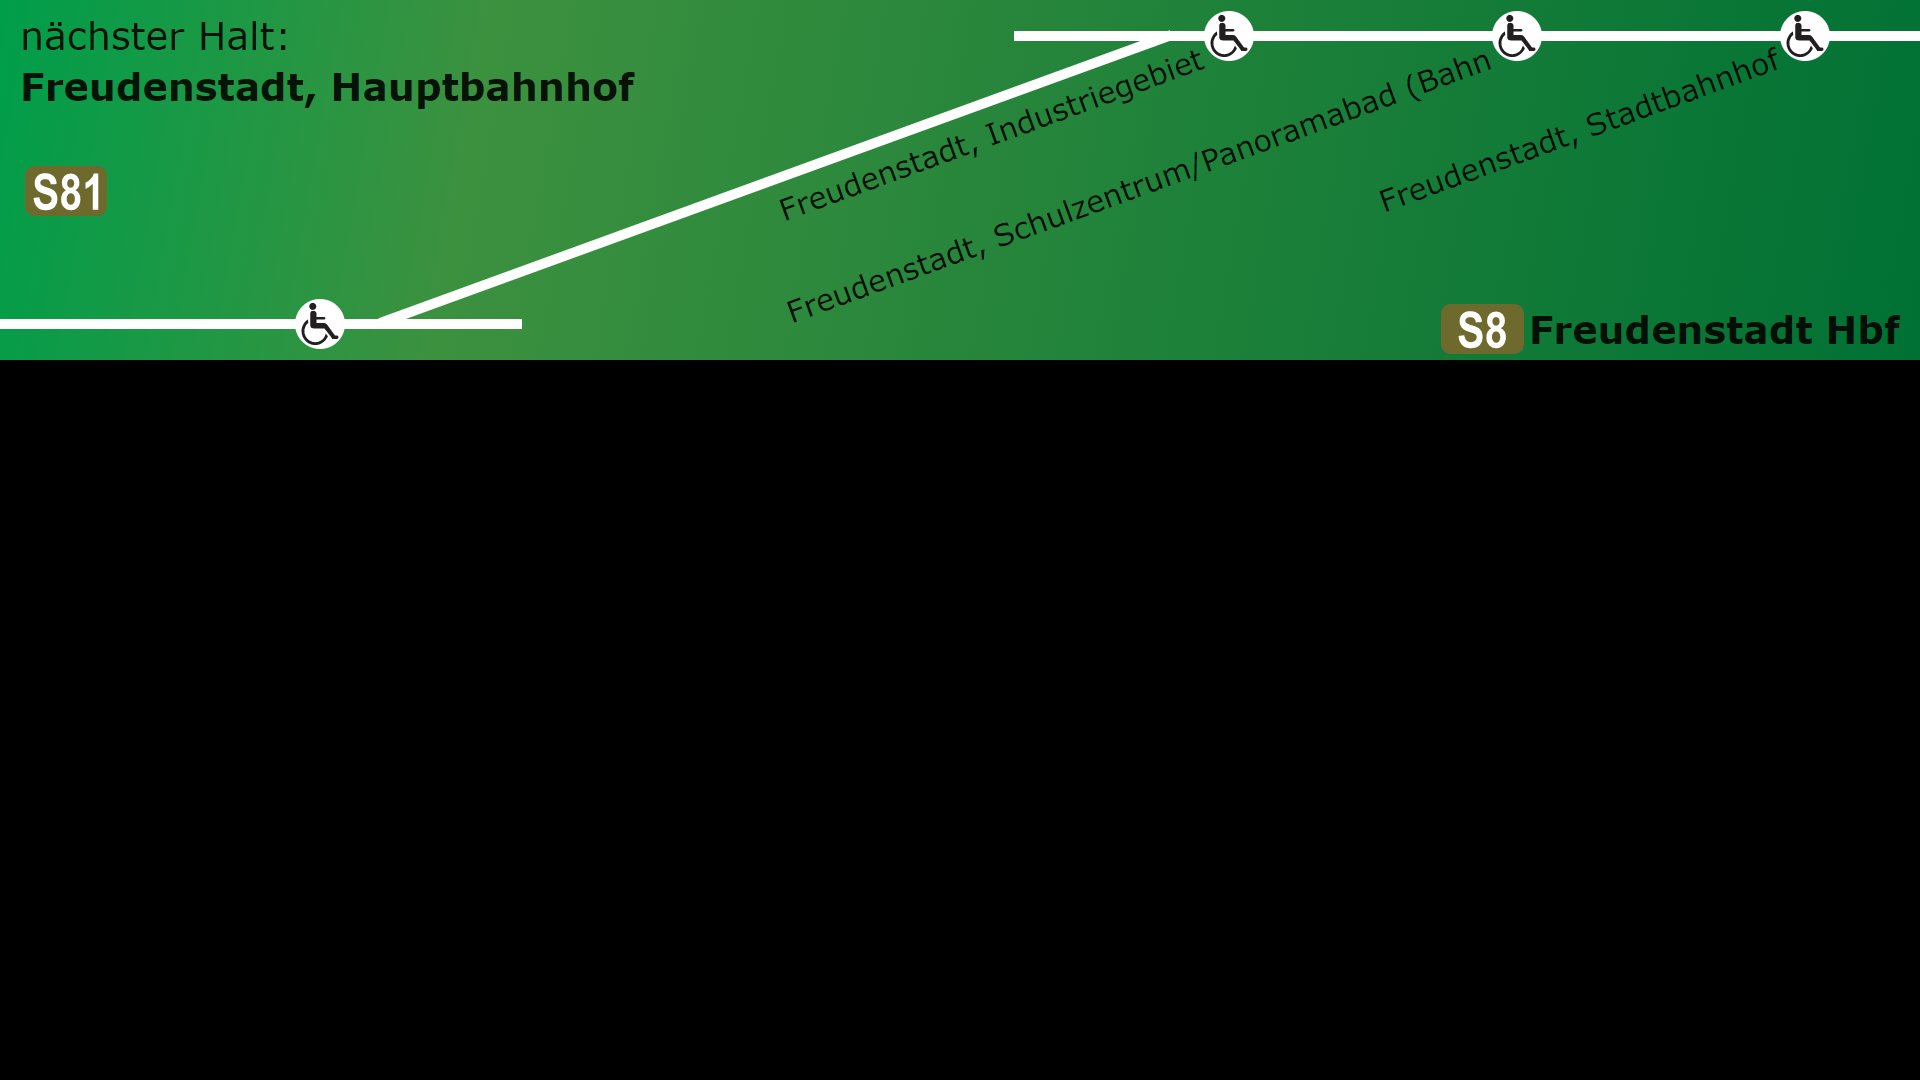 nächster Halt:
Freudenstadt, Hauptbahnhof
S81
Freudenstadt, Industriegebiet
Freudenstadt, Schulzentrum/Panoramabad (Bahn
Freudenstadt, Stadtbahnhof
S8 Freudenstadt Hbf